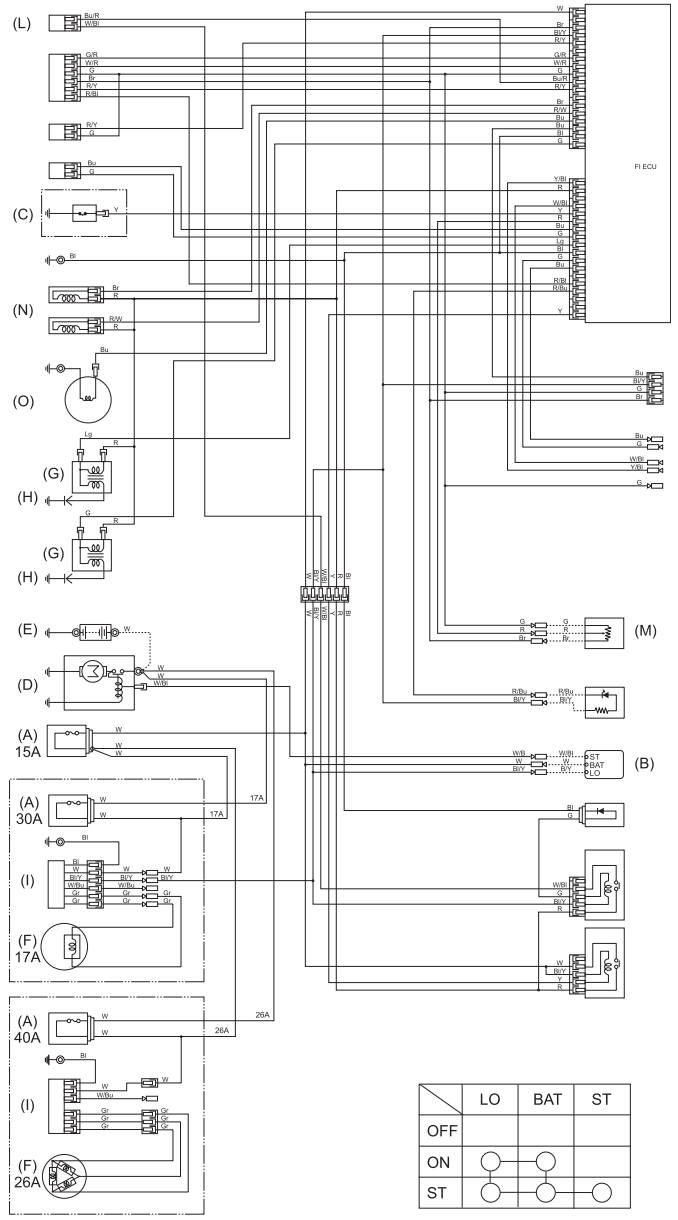 (L)
Bu/R
W/Bl
G/R
W/R
G
Br
R/Y
R/Bl
R/Y
G
Bu
G
(C)
Y
Bl
(N)
Br
R
R/W
R
Bu
(O)
Lg
R
(G)
(H)
G
R
(G)
(H)
(E)
W
(D)
W
W
W/Bl
(A)
15A
W
W
W
(A)
30A
W
17A
W
17A
Bl
(I)
Bl
W
W
W
Bl/Y
Bl/Y
Bl/Y
W/Bu
W/Bu
Gr
Gr
Gr
Gr
Gr
Gr
(F)
17A
(A)
40A
W
26A
W
26A
Bl
(I)
W
W
W/Bu
Gr
Gr
Gr
Gr
Gr
Gr
(F)
26A
W
Br
Bl/Y
R/Y
G/R
W/R
G
Bu/R
R/Y
Br
R/W
Bu
Bu
Bl
G
FI ECU
Y/Bl
R
W/Bl
Y
R
Bu
G
Lg
Bl
G
Bu
R/Bl
R/Bu
Y
Bu
Bl/Y
G
Br
Bu
G
W/Bl
Y/Bl
G
W
Bl/Y
W/Bl
Y
R
Bl
W
Bl/Y
W/Bl
Y
R
Bl
G
G
R
R
Br
Br
(M)
R/Bu
R/Bu
Bl/Y
Bl/Y
W/B
W/Bl
ST
W
W
BAT
Bl/Y
B/Y
LO
(B)
Bl
G
W/Bl
G
Bl/Y
R
W
Bl/Y
Y
R
LO BAT ST
OFF
ON
ST